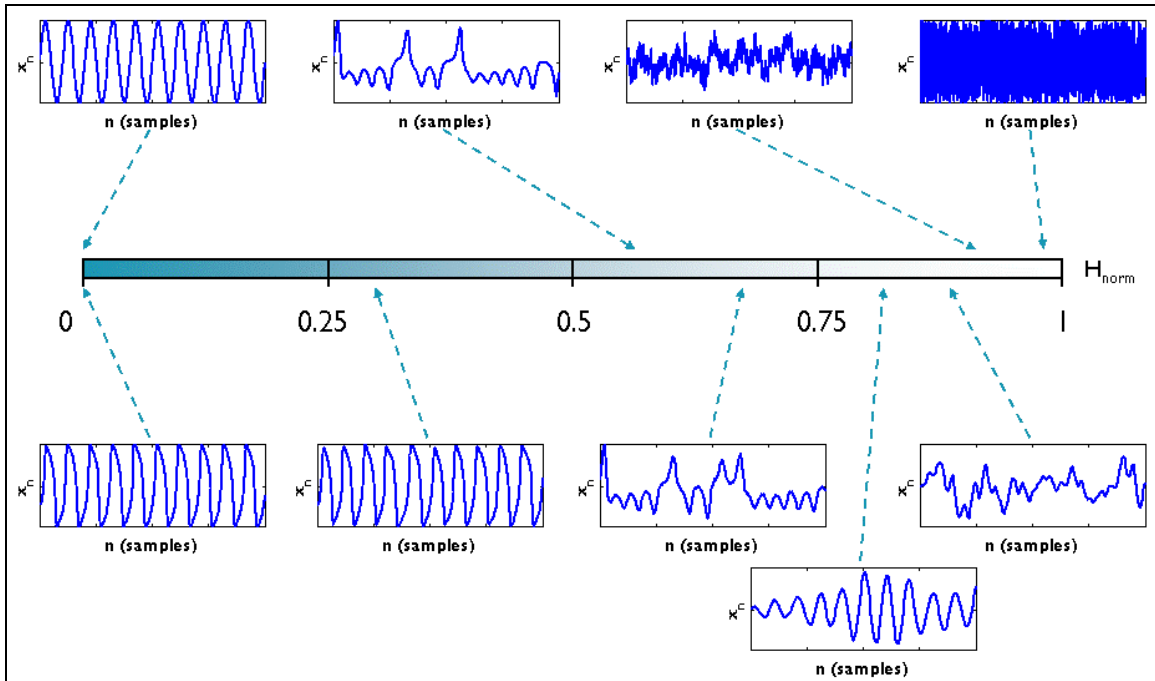 xn xn xn xn
n (samples) n (samples) n (samples) n (samples)
Hnorm
0 0.25 0.5 0.75 1
xn xn xn xn
n (samples) n (samples) n (samples) n (samples)
xn
n (samples)